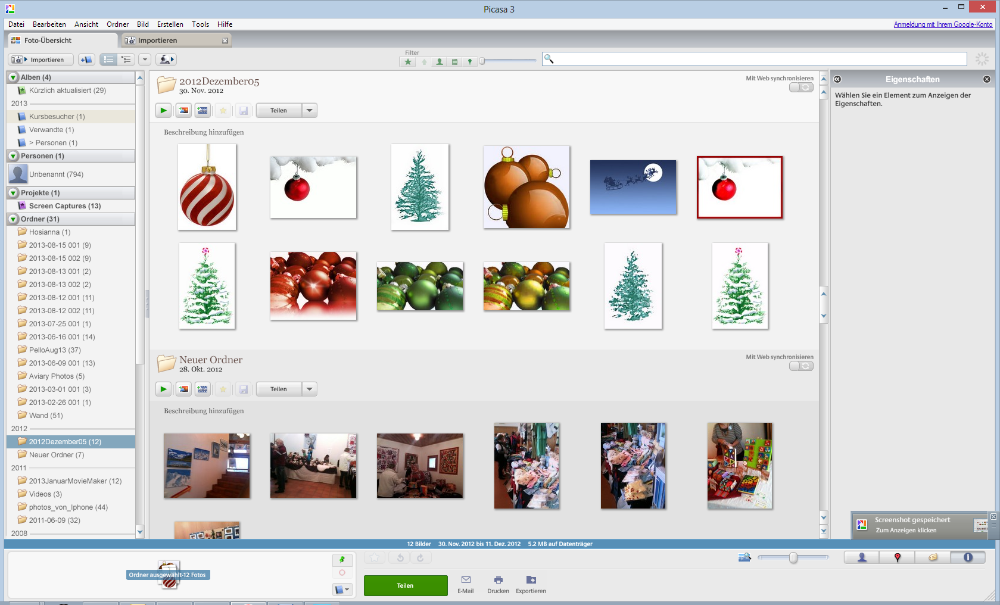 Picasa 3
Datei Bearbeiten Ansicht Ordner Bild Erstellen Tools Hilfe
Anmeldung mit Ihrem Google-Konto
Foto-Übersicht
Importieren
Importieren
Filter
Alben (4)
Kürzlich aktualisiert (29)
2013
Kursbesucher (1)
Verwandte (1)
> Personen (1)
Personen (1)
Unbenannt (794)
Projekte (1)
Screen Captures (13)
Ordner (31)
Hosianna (1)
2013-08-15 001 (9)
2013-08-15 002 (9)
2013-08-13 001 (2)
2013-08-13 002 (2)
2013-08-12 001 (11)
2013-08-12 002 (11)
2013-07-25 001 (1)
2013-06-16 001 (14)
PelloAug13 (37)
2013-06-09 001 (13)
Aviary Photos (5)
2013-03-01 001 (3)
2013-02-26 001 (1)
Wand (51)
2012
2012Dezember05 (12)
Neuer Ordner (7)
2011
2013JanuarMovieMaker (12)
Videos (3)
photos_von_Iphone (44)
2011-06-09 (32)
2008
2012Dezember05
30. Nov. 2012
Mit Web synchronisieren
Teilen
Beschreibung hinzufügen
Neuer Ordner
28. Okt. 2012
Mit Web synchronisieren
Teilen
Beschreibung hinzufügen
Eigenschaften
Wählen Sie ein Element zum Anzeigen der
Eigenschaften.
Screenshot gespeichert
Zum Anzeigen klicken
12 Bilder 30. Nov. 2012 bis 11. Dez. 2012 5.2 MB auf Datenträger
Ordner ausgewählt-12 Fotos
Teilen
E-Mail
Drucken
Exportieren